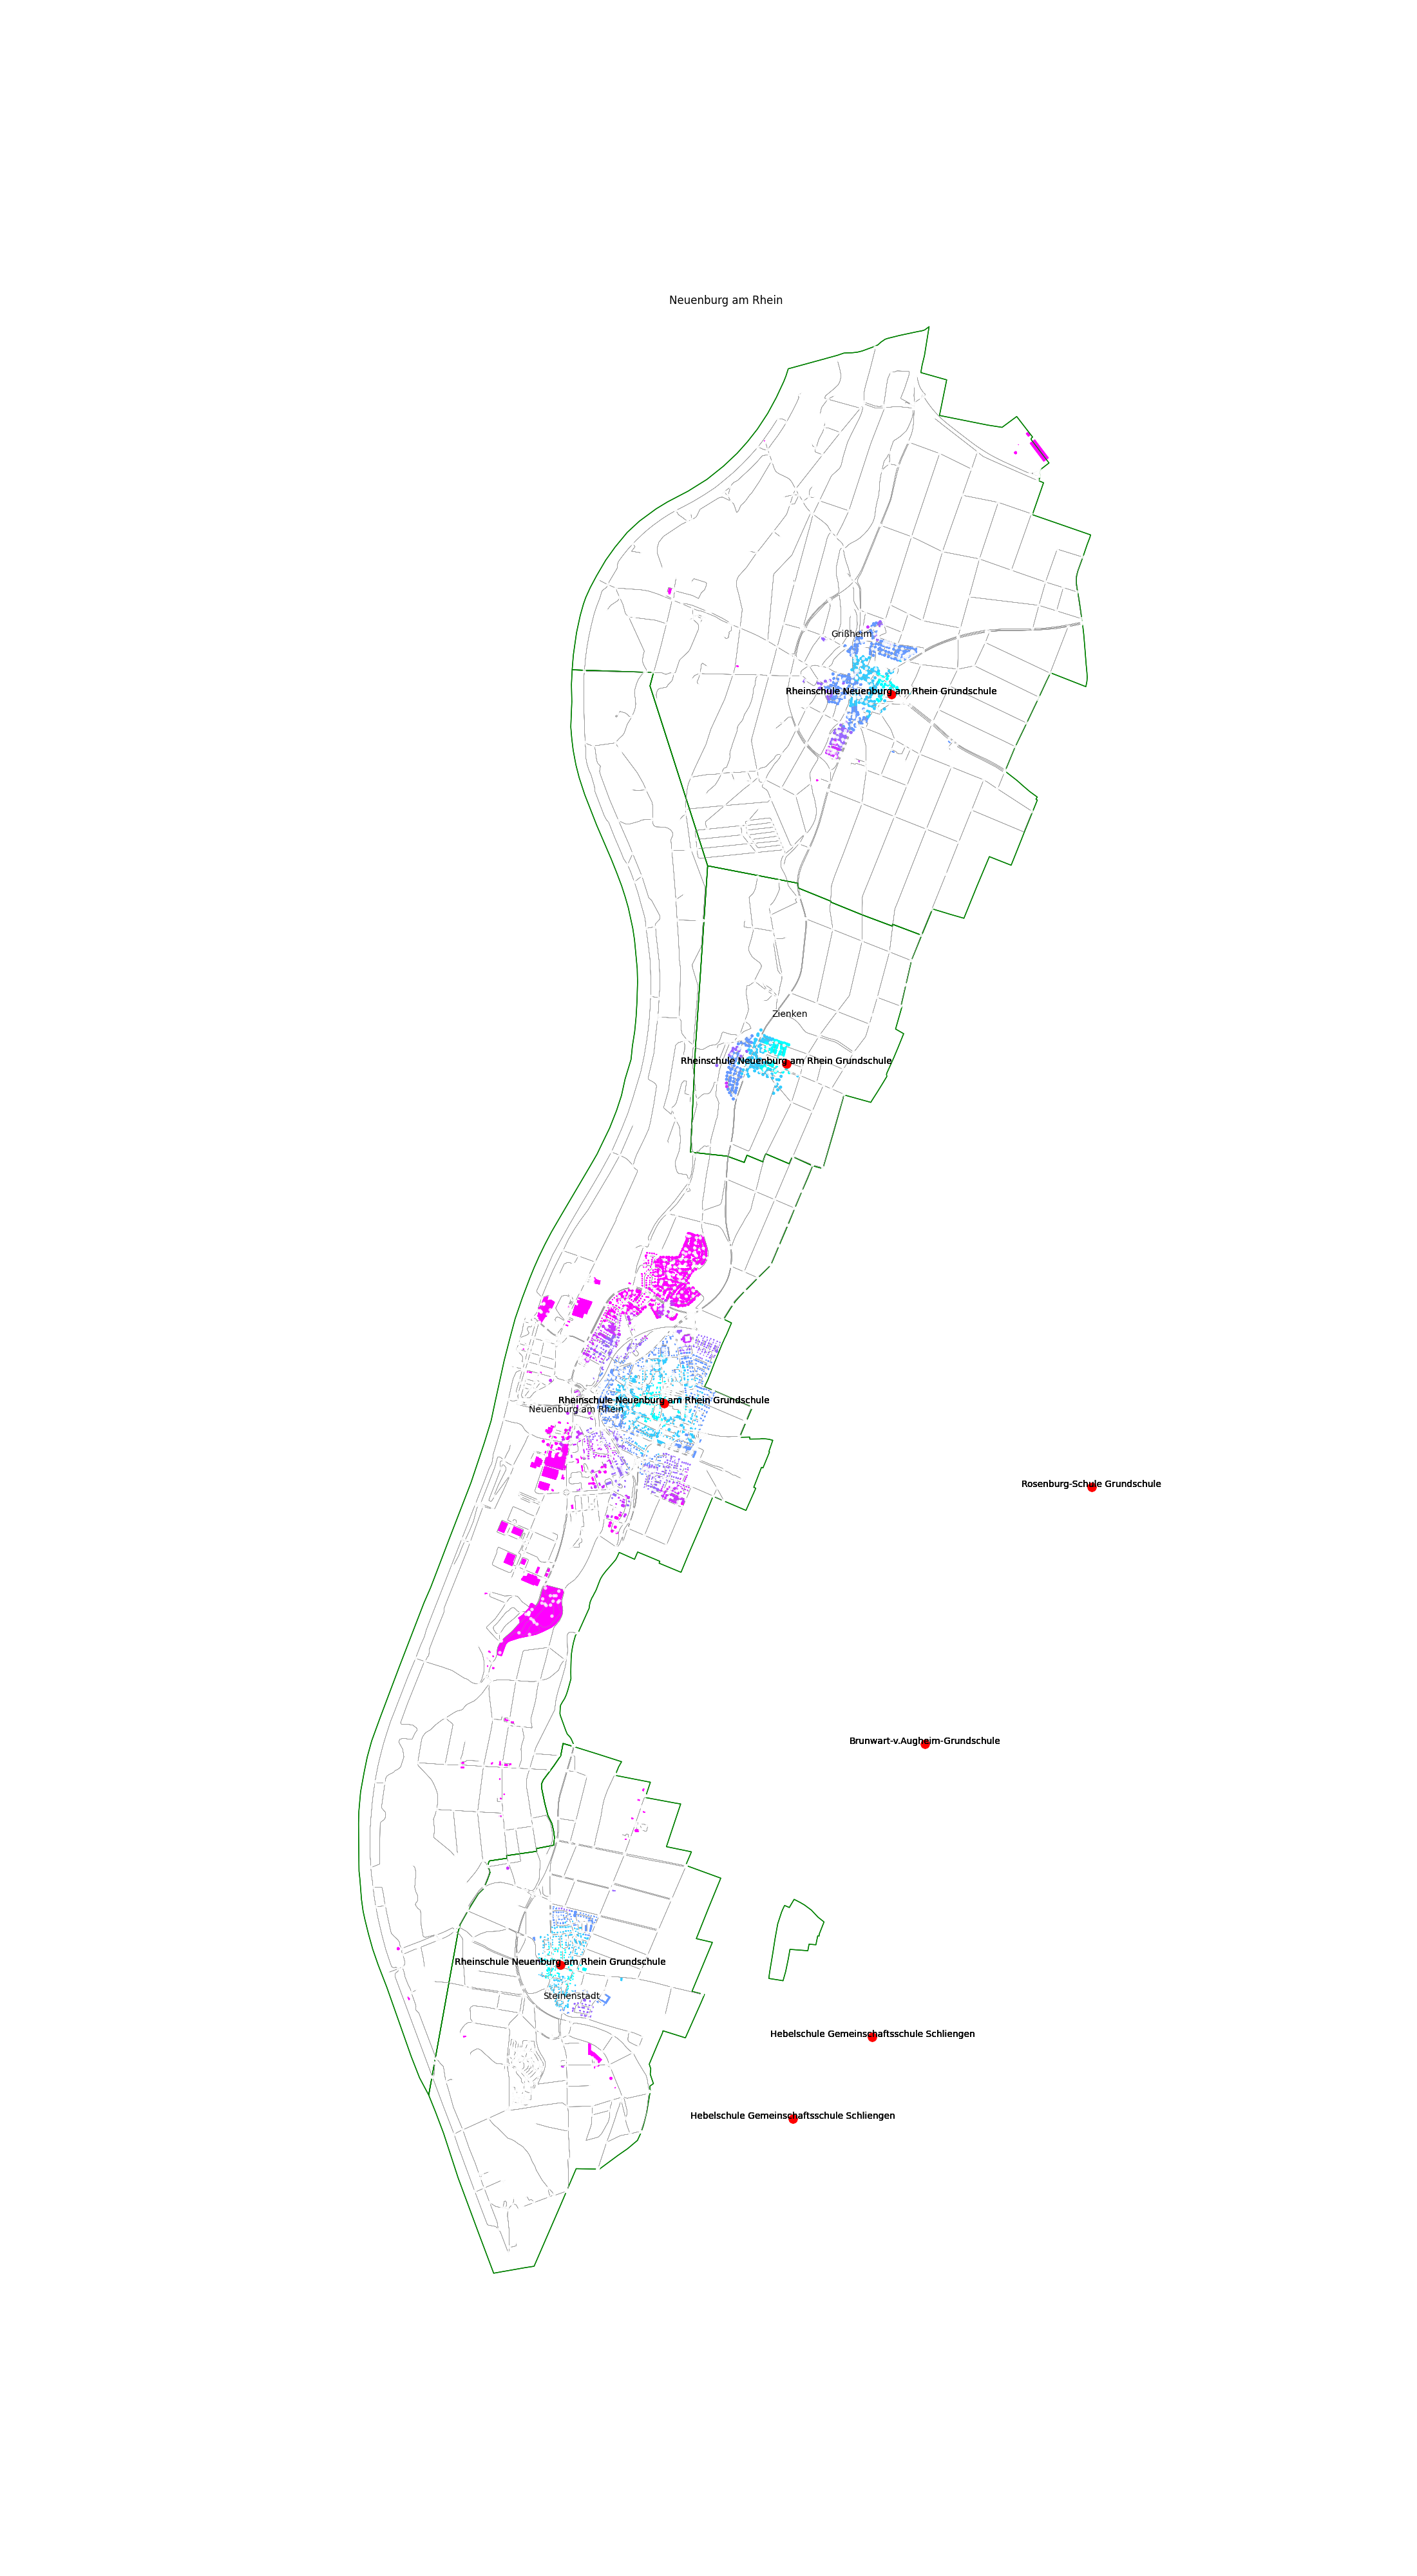 Neuenburg am Rhein
Grißheim
Rheinschule Neuenburg am Rhein Grundschule
Zienken
Rheinschule Neuenburg am Rhein Grundschule
Rheinschule Neuenburg am Rhein Grundschule
Neuenburg am Rhein
Rosenburg-Schule Grundschule
Brunwart-v.Augheim-Grundschule
Rheinschule Neuenburg am Rhein Grundschule
Steinenstadt
Hebelschule Gemeinschaftsschule Schliengen
Hebelschule Gemeinschaftsschule Schliengen